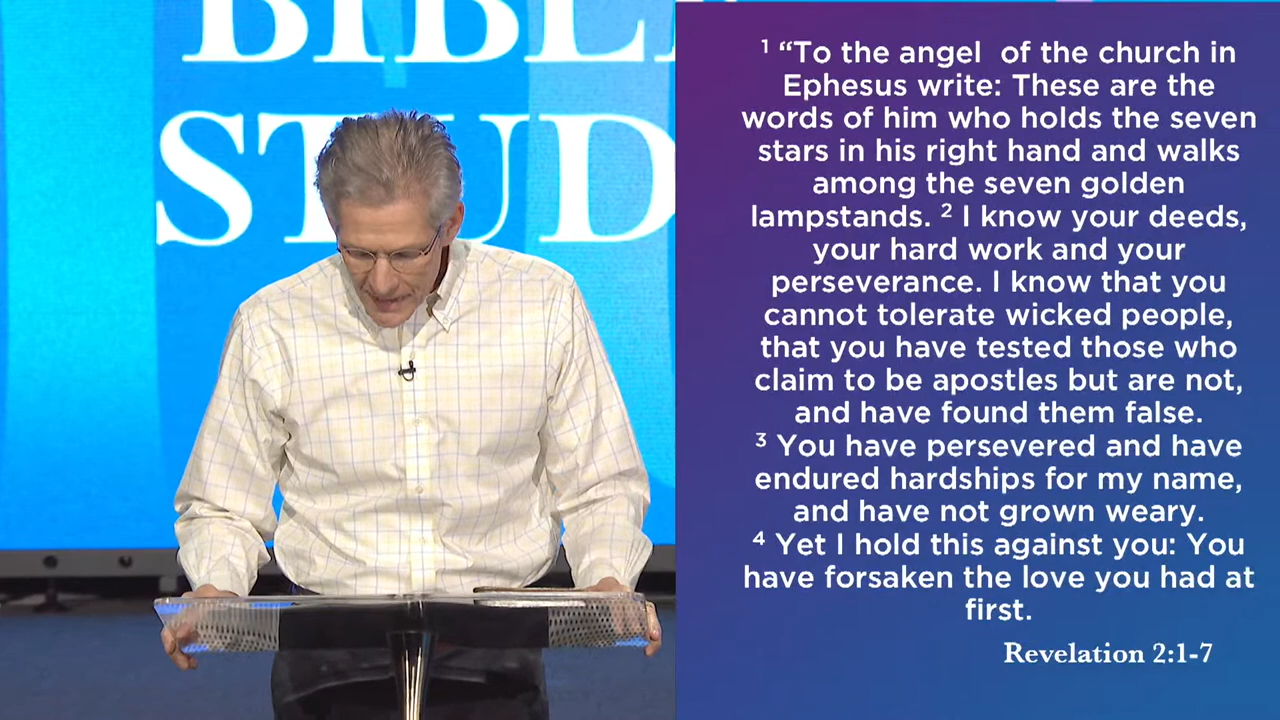 BIBL
STUD
¹ “To the angel  of the church in
Ephesus write: These are the
words of him who holds the seven
stars in his right hand and walks
among the seven golden
lampstands. ² I know your deeds,
your hard work and your
perseverance. I know that you
cannot tolerate wicked people,
that you have tested those who
claim to be apostles but are not,
and have found them false.
³ You have persevered and have
endured hardships for my name,
and have not grown weary.
⁴ Yet I hold this against you: You
have forsaken the love you had at
first.
Revelation 2:1-7